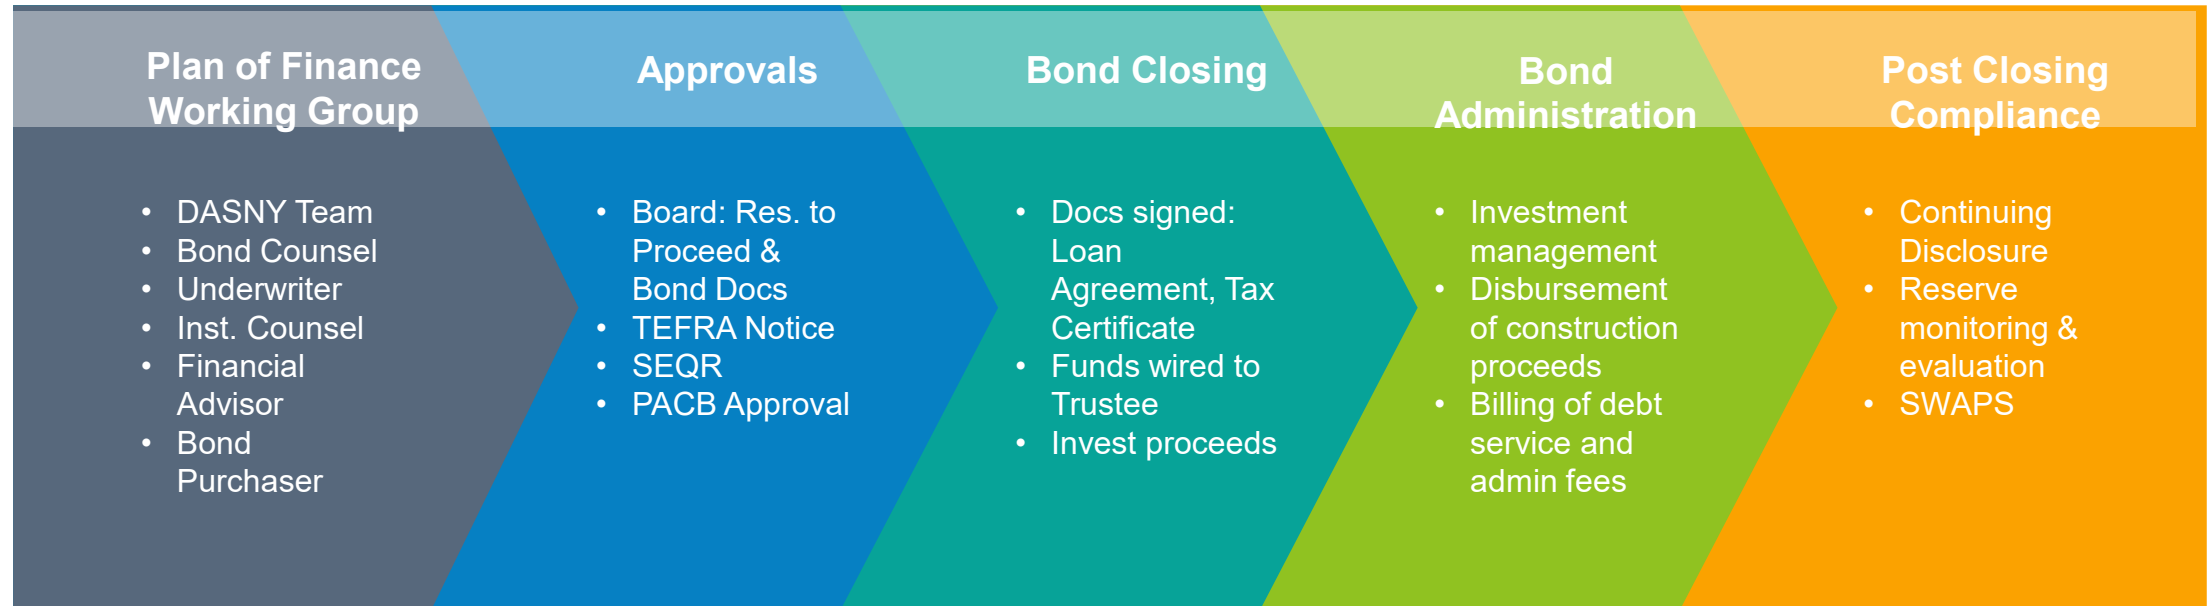 Plan of Finance
Working Group
• DASNY Team
• Bond Counsel
• Underwriter
• Inst. Counsel
• Financial
Advisor
• Bond
Purchaser
Approvals
• Board: Res. to
Proceed &
Bond Docs
• TEFRA Notice
• SEQR
• PACB Approval
Bond Closing
• Docs signed:
Loan
Agreement, Tax
Certificate
• Funds wired to
Trustee
• Invest proceeds
Bond
Administration
• Investment
management
• Disbursement
of construction
proceeds
• Billing of debt
service and
admin fees
Post Closing
Compliance
• Continuing
Disclosure
• Reserve
monitoring &
evaluation
• SWAPS